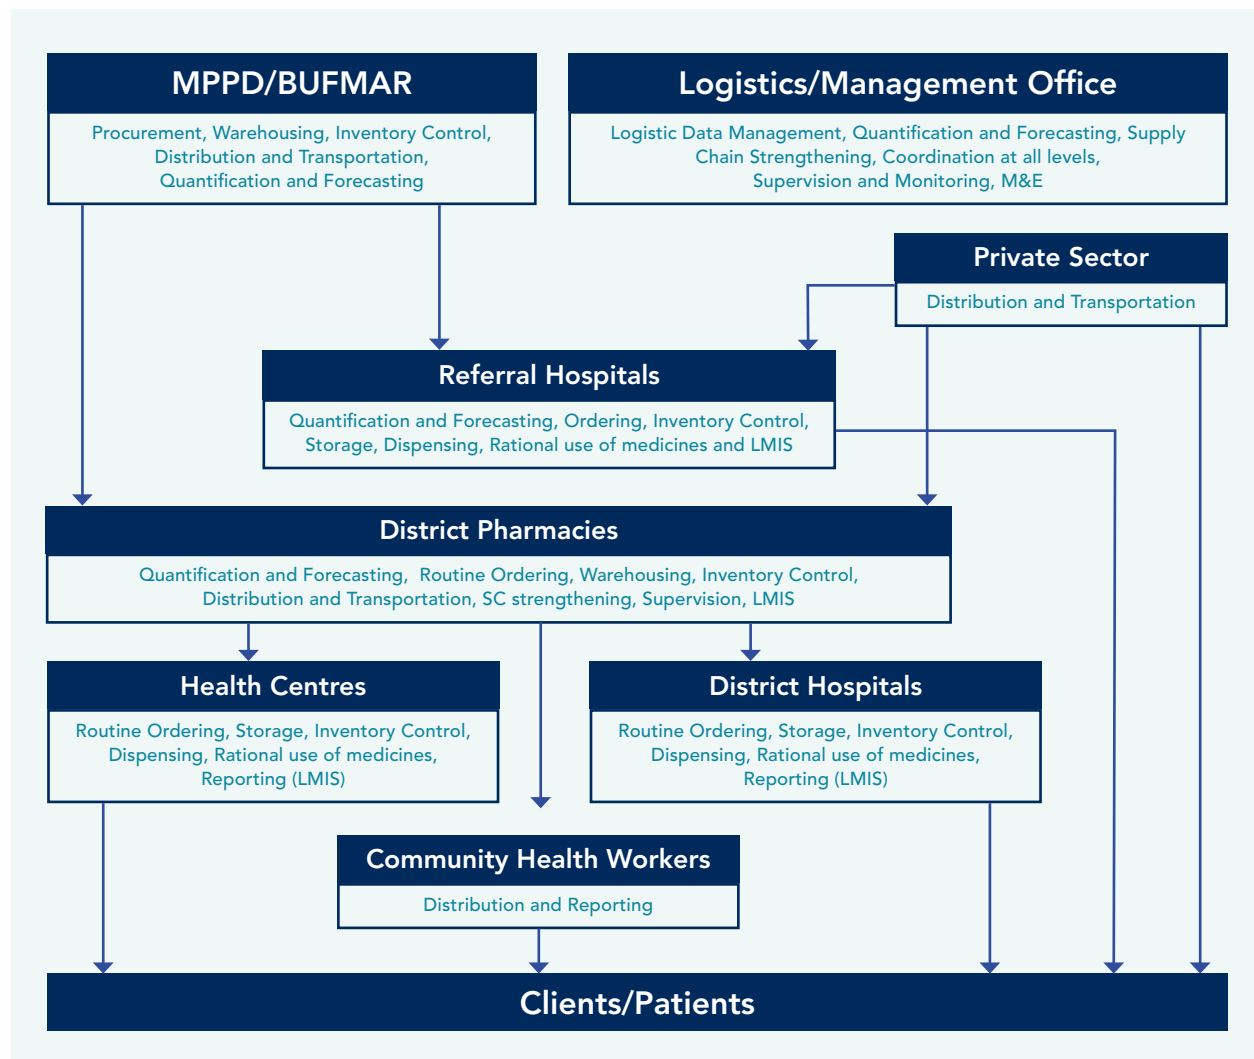 MPPD/BUFMAR
Procurement, Warehousing, Inventory Control,
Distribution and Transportation,
Quantification and Forecasting
Logistics/Management Office
Logistic Data Management, Quantification and Forecasting, Supply
Chain Strengthening, Coordination at all levels,
Supervision and Monitoring, M&E
Private Sector
Distribution and Transportation
Referral Hospitals
Quantification and Forecasting, Ordering, Inventory Control,
Storage, Dispensing, Rational use of medicines and LMIS
District Pharmacies
Quantification and Forecasting, Routine Ordering, Warehousing, Inventory Control,
Distribution and Transportation, SC strengthening, Supervision, LMIS
Health Centres
Routine Ordering, Storage, Inventory Control,
Dispensing, Rational use of medicines,
Reporting (LMIS)
District Hospitals
Routine Ordering, Storage, Inventory Control,
Dispensing, Rational use of medicines,
Reporting (LMIS)
Community Health Workers
Distribution and Reporting
Clients/Patients